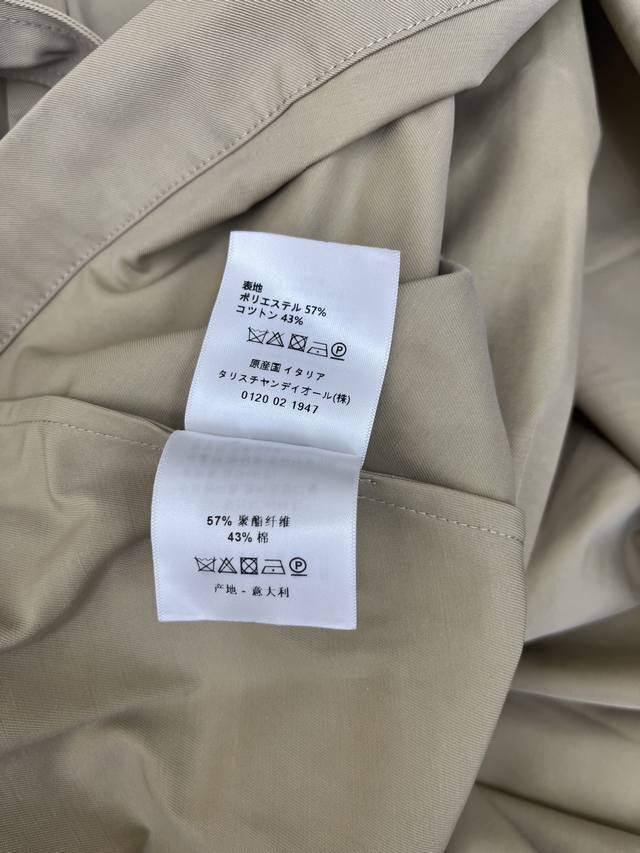 表地
ポリエステル 57%
コットン 43%
原産国 イタリア
タリスチヤンディオール(株)
0120 02 1947
57% 聚酯纤维
43% 棉
P
产地 - 意大利